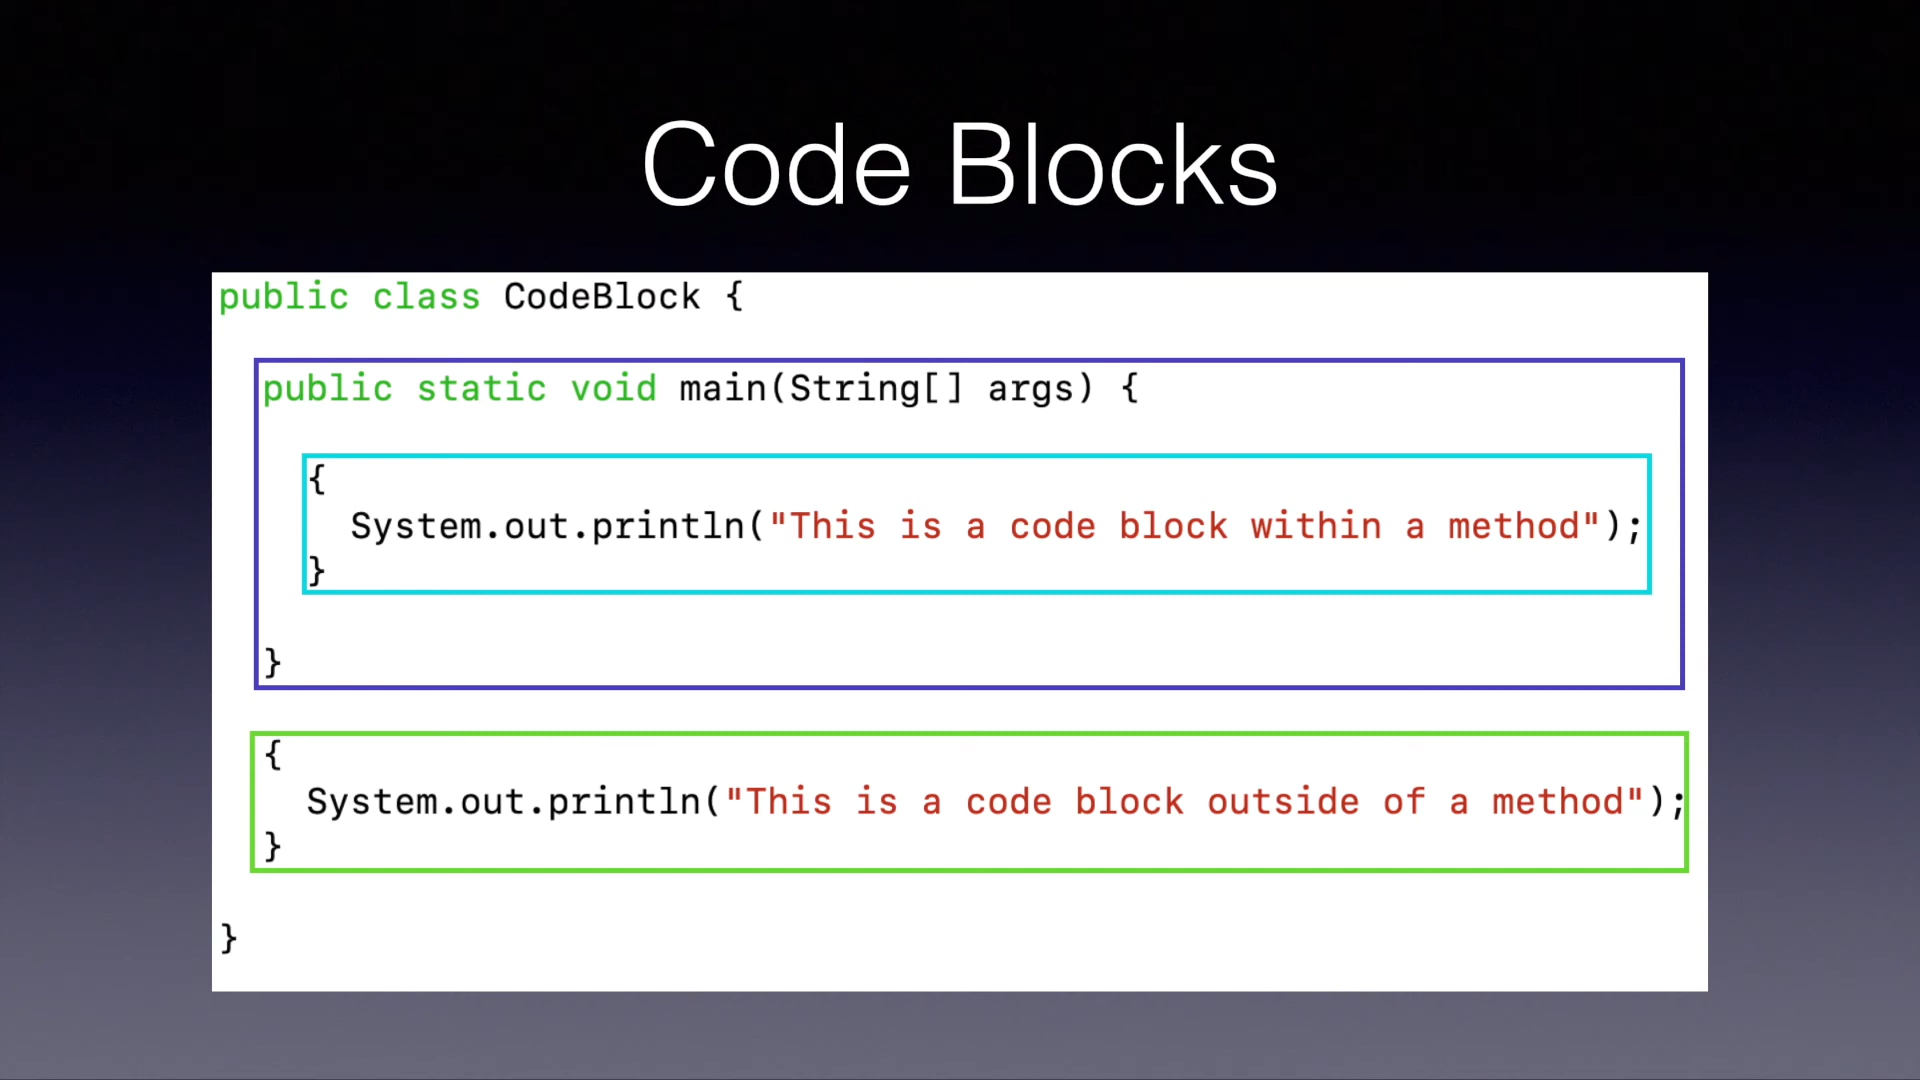 Code Blocks
public class CodeBlock {
public static void main(String[] args) {
{
System.out.println("This is a code block within a method");
}
}
{
System.out.println("This is a code block outside of a method");
}
}